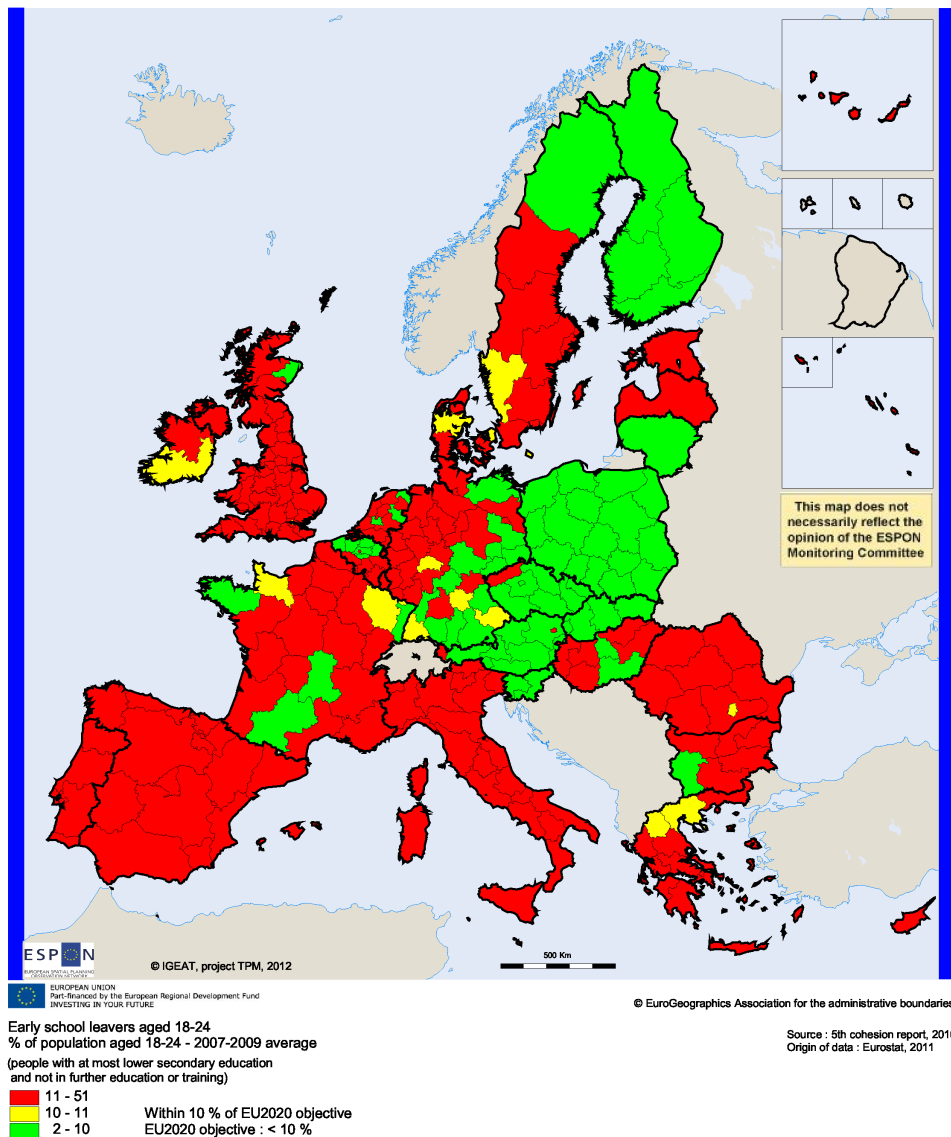 This map does not
necessarily reflect the
opinion of the ESPON
Monitoring Committee
ESPON
EUROPEAN SPATIAL PLANNING
OBSERVATION NETWORK
© IGEAT, project TPM, 2012
500 Km
EUROPEAN UNION
Part-financed by the European Regional Development Fund
INVESTING IN YOUR FUTURE
© EuroGeographics Association for the administrative boundaries
Early school leavers aged 18-24
% of population aged 18-24 - 2007-2009 average
(people with at most lower secondary education
and not in further education or training)
Source : 5th cohesion report, 201
Origin of data : Eurostat, 2011
11 - 51
10 - 11 Within 10 % of EU2020 objective
2 - 10 EU2020 objective : < 10 %